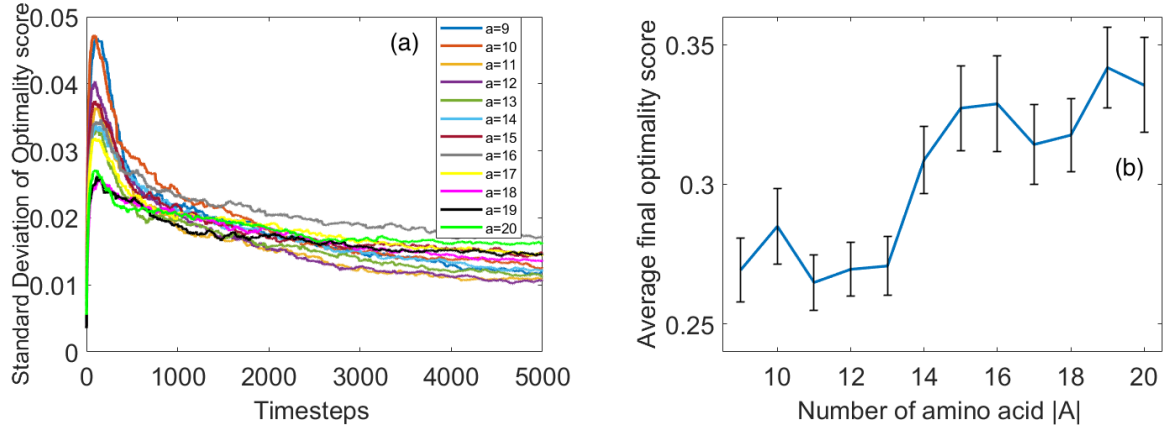 Standard Deviation of Optimality score
0.05
0.04
0.03
0.02
0.01
0
(a)
a=9
a=10
a=11
a=12
a=13
a=14
a=15
a=16
a=17
a=18
a=19
a=20
0 1000 2000 3000 4000 5000
Timesteps
Average final optimality score
0.35
0.3
0.25
(b)
10 12 14 16 18 20
Number of amino acid |A|